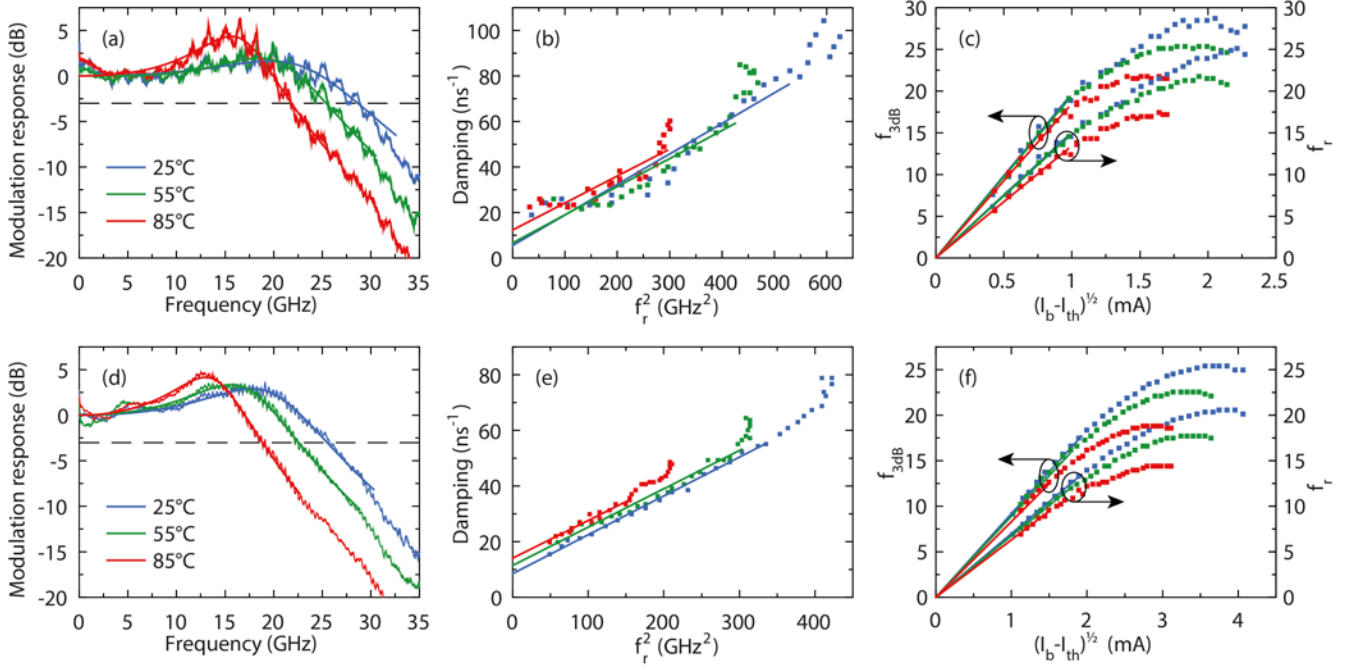 (a)
Modulation response (dB)
5
0
-5
-10
-15
-20
25°C
55°C
85°C
0 5 10 15 20 25 30 35
Frequency (GHz)
(b)
Damping (ns⁻¹)
100
80
60
40
20
0
0 100 200 300 400 500 600
f_r² (GHz²)
(c)
f_3dB
30
25
20
15
10
5
0
30
25
20
15
10
5
0
f_r
0 0.5 1 1.5 2 2.5
(I_b-I_th)^½ (mA)
(d)
Modulation response (dB)
5
0
-5
-10
-15
-20
25°C
55°C
85°C
0 5 10 15 20 25 30 35
Frequency (GHz)
(e)
Damping (ns⁻¹)
80
60
40
20
0
0 100 200 300 400
f_r² (GHz²)
(f)
f_3dB
25
20
15
10
5
0
25
20
15
10
5
0
f_r
0 1 2 3 4
(I_b-I_th)^½ (mA)